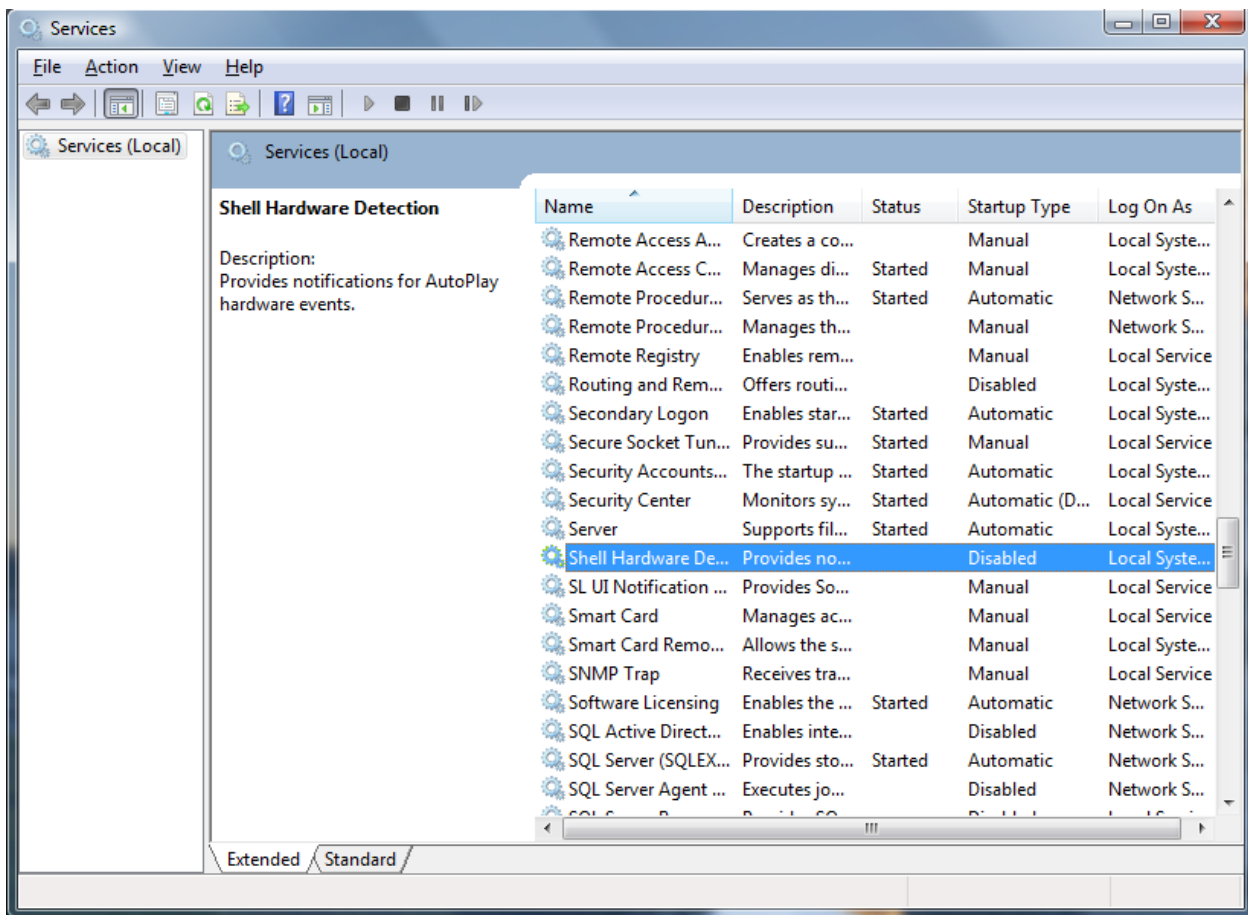 Services
File Action View Help
Services (Local)
Services (Local)
Shell Hardware Detection
Description:
Provides notifications for AutoPlay
hardware events.
Name Description Status Startup Type Log On As
Remote Access A... Creates a co... Manual Local Syste...
Remote Access C... Manages di... Started Manual Local Syste...
Remote Procedur... Serves as th... Started Automatic Network S...
Remote Procedur... Manages th... Manual Network S...
Remote Registry Enables rem... Manual Local Service
Routing and Rem... Offers routi... Disabled Local Syste...
Secondary Logon Enables star... Started Automatic Local Syste...
Secure Socket Tun... Provides su... Started Manual Local Service
Security Accounts... The startup ... Started Automatic Local Syste...
Security Center Monitors sy... Started Automatic (D... Local Service
Server Supports fil... Started Automatic Local Syste...
Shell Hardware De... Provides no... Disabled Local Syste...
SL UI Notification ... Provides So... Manual Local Service
Smart Card Manages ac... Manual Local Service
Smart Card Remo... Allows the s... Manual Local Syste...
SNMP Trap Receives tra... Manual Local Service
Software Licensing Enables the ... Started Automatic Network S...
SQL Active Direct... Enables inte... Disabled Network S...
SQL Server (SQLEX... Provides sto... Started Automatic Network S...
SQL Server Agent ... Executes jo... Disabled Network S...
Extended Standard